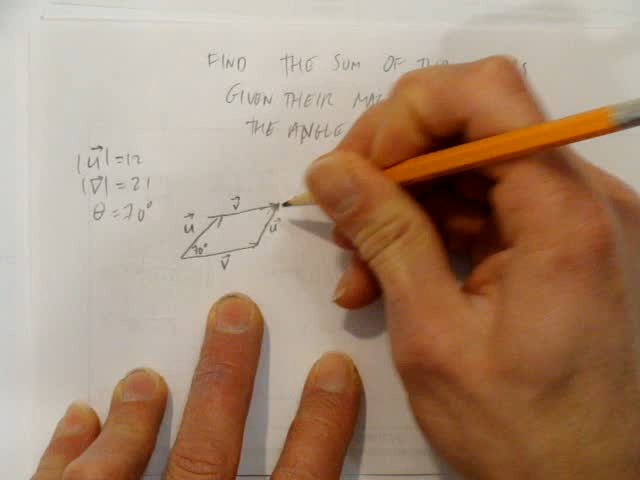 FIND THE SUM OF
GIVEN THEIR
THE ANGLE
|u⃗| = 12
|v⃗| = 21
θ = 70°
v⃗
u⃗
u⃗
70°
v⃗